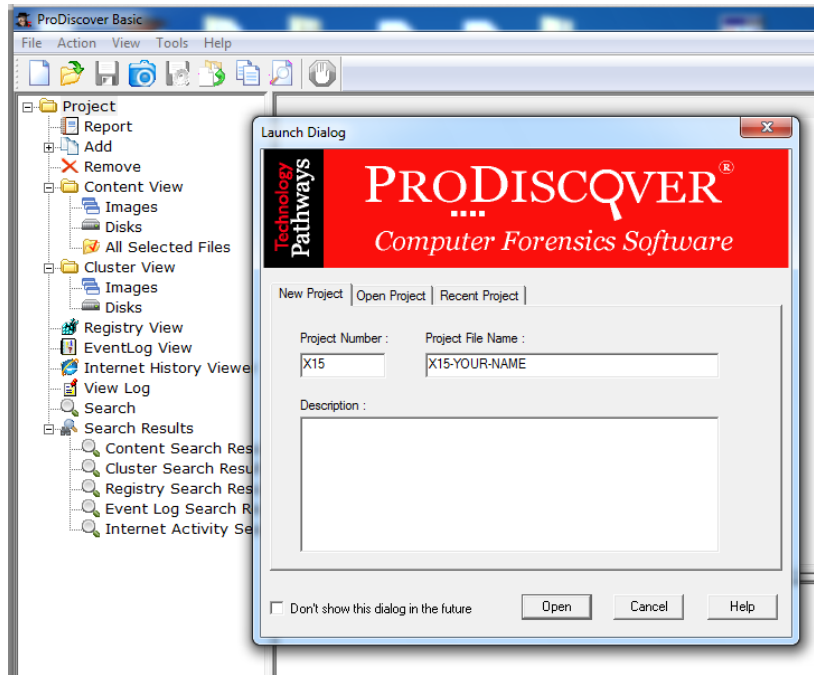 ProDiscover Basic
File Action View Tools Help
Project
Report
Add
Remove
Content View
Images
Disks
All Selected Files
Cluster View
Images
Disks
Registry View
EventLog View
Internet History Viewe
View Log
Search
Search Results
Content Search Res
Cluster Search Resu
Registry Search Res
Event Log Search R
Internet Activity Se
Launch Dialog
Technology
Pathways
PRODISCOVER®
Computer Forensics Software
New Project Open Project Recent Project
Project Number : Project File Name :
X15 X15-YOUR-NAME
Description :
Don't show this dialog in the future Open Cancel Help